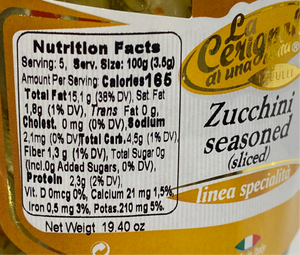 Nutrition Facts
Serving: 5, Serv. Size: 100g (3.5g)
Amount Per Serving: Calories 165
Total Fat 15,1 g (38% DV), Sat. Fat
1,8g (1% DV), Trans Fat 0 g,
Cholest. 0 mg (0% DV), Sodium
2,1mg (0% DV)Total Carb. 4,5g (1% DV),
Fiber 1,3 g (1% DV), Total Sugar 0g
(Incl.0g Added Sugars, 0% DV),
Protein 2,3g (2% DV),
Vit. D 0mcg 0%, Calcium 21 mg 1,5%,
Iron 0,5 mg 3%, Potas.210 mg 5%.
Net Weigt 19.40 oz
La
di una
Zucchini
seasoned
(sliced)
linea specialità